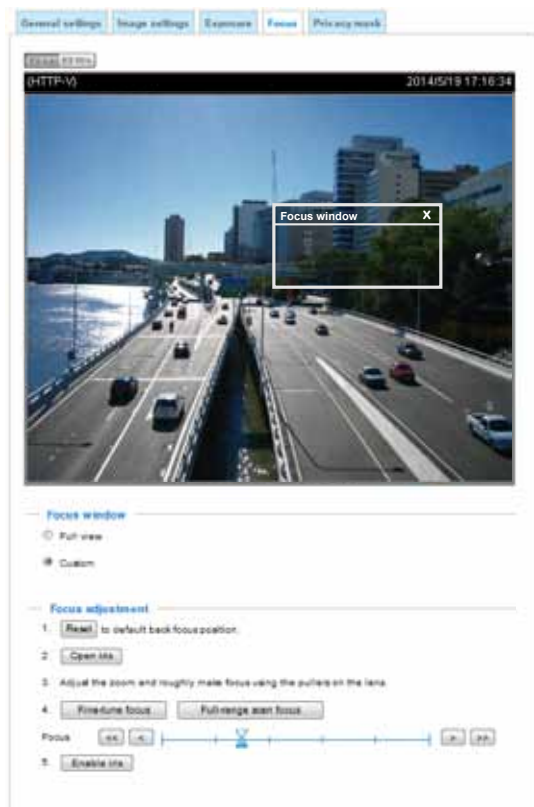 General settings Image settings Exposure Focus Privacy mask
(HTTP-V) 2014/5/19 17:16:34
Focus window X
Focus window
Full view
Custom
Focus adjustment
1. Reset to default back focus position.
2. Open iris
3. Adjust the zoom and roughly make focus using the pullers on the lens.
4. Fine-tune focus Full-range scan focus
Focus << < > >>
5. Enable iris